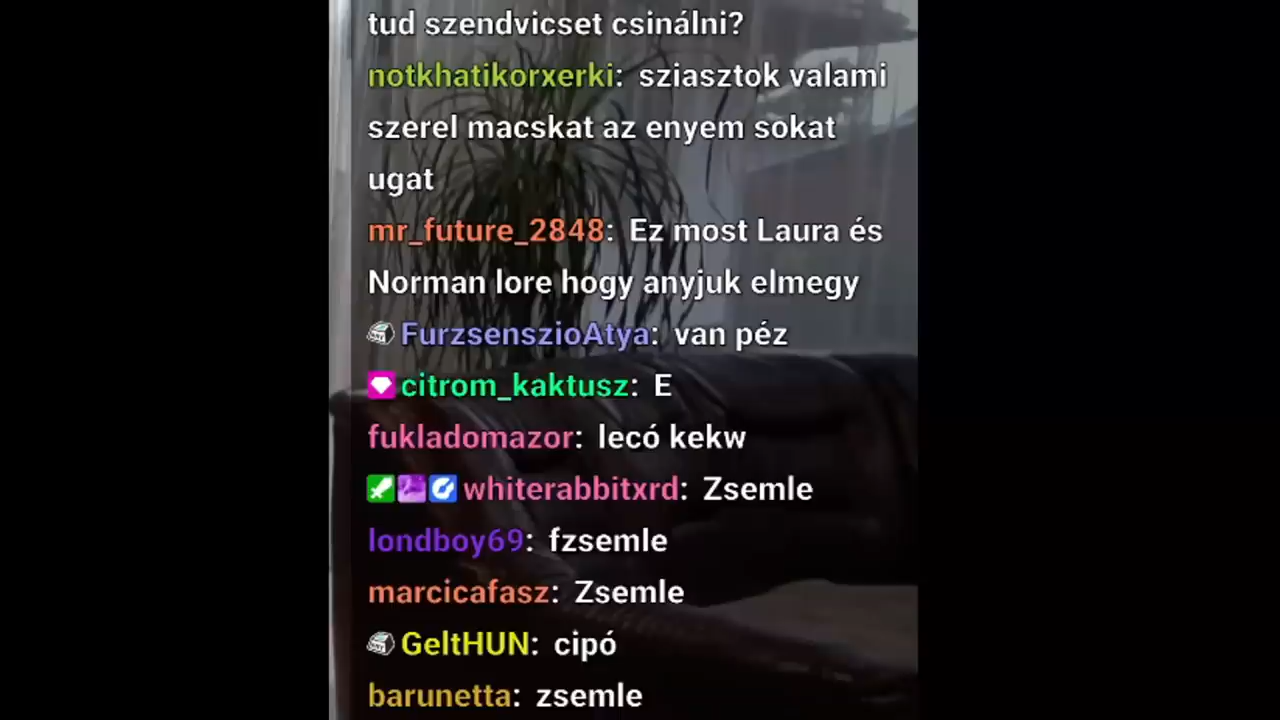 tud szendvicset csinálni?
notkhatikorxerki: sziasztok valami
szerel macskat az enyem sokat
ugat
mr_future_2848: Ez most Laura és
Norman lore hogy anyjuk elmegy
FurzsenszioAtya: van péz
citrom_kaktusz: E
fukladomazor: lecó kekw
whiterabbitxrd: Zsemle
londboy69: fzsemle
marcicafasz: Zsemle
GeltHUN: cipó
barunetta: zsemle